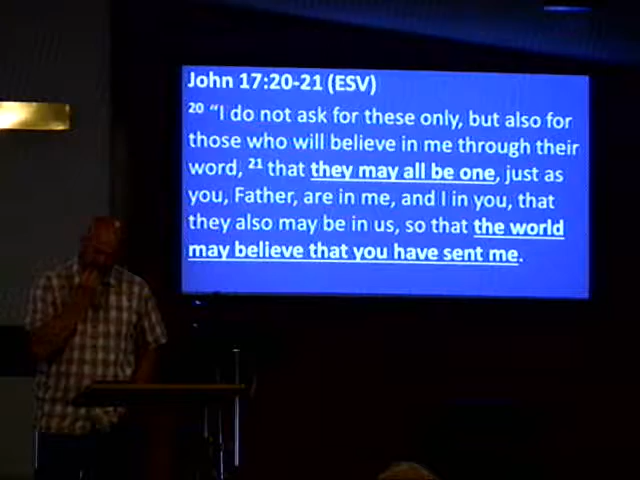 John 17:20-21 (ESV)
20 "I do not ask for these only, but also for
those who will believe in me through their
word, 21 that they may all be one, just as
you, Father, are in me, and I in you, that
they also may be in us, so that the world
may believe that you have sent me.